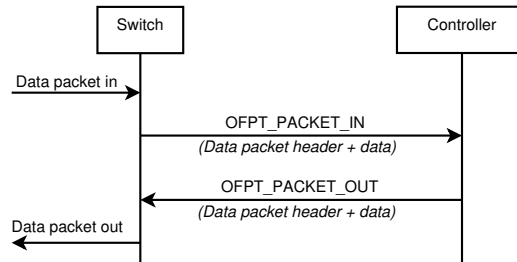 Switch
Controller
Data packet in
OFPT_PACKET_IN
(Data packet header + data)
OFPT_PACKET_OUT
(Data packet header + data)
Data packet out